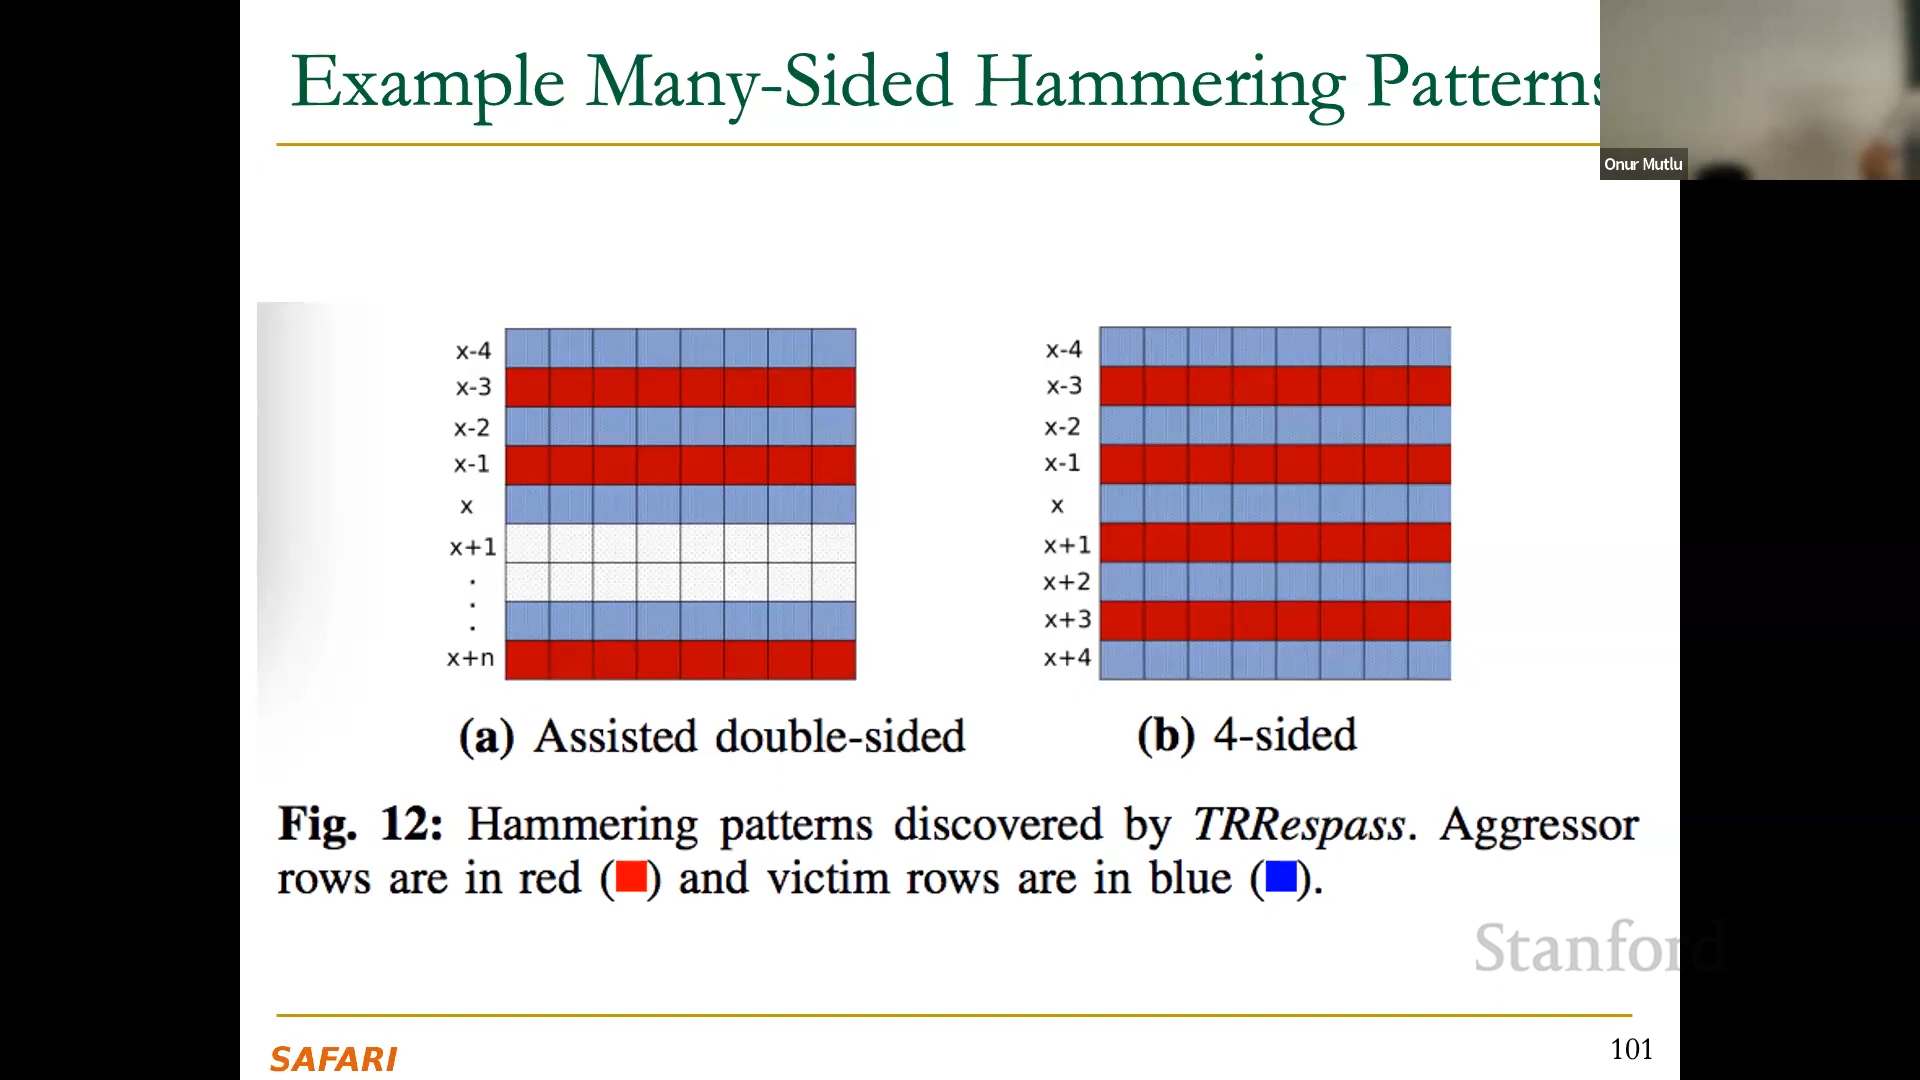 Example Many-Sided Hammering Patterns
Onur Mutlu
x-4
x-3
x-2
x-1
x
x+1
.
.
.
x+n
(a) Assisted double-sided
x-4
x-3
x-2
x-1
x
x+1
x+2
x+3
x+4
(b) 4-sided
Fig. 12: Hammering patterns discovered by TRRespass. Aggressor
rows are in red (■) and victim rows are in blue (■).
Stanford
SAFARI
101